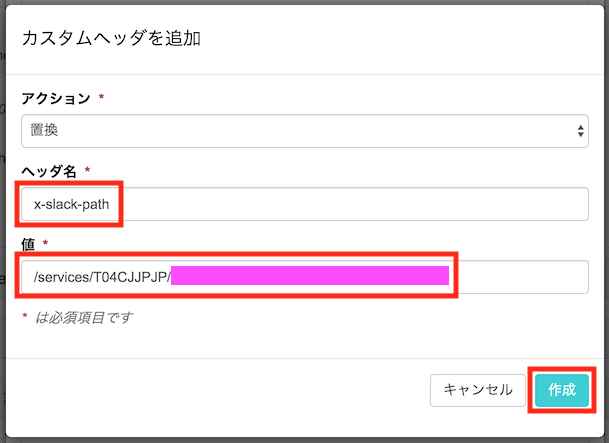 カスタムヘッダを追加
アクション *
置換
ヘッダ名 *
x-slack-path
値 *
/services/T04CJJPJP/
* は必須項目です
キャンセル 作成